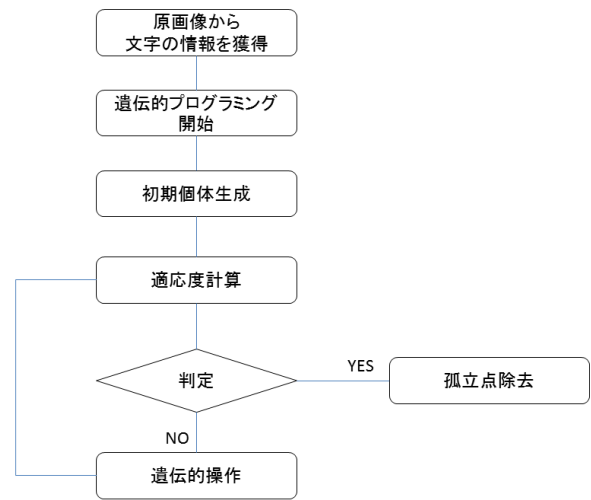 原画像から
文字の情報を獲得
遺伝的プログラミング
開始
初期個体生成
適応度計算
判定
YES
孤立点除去
NO
遺伝的操作